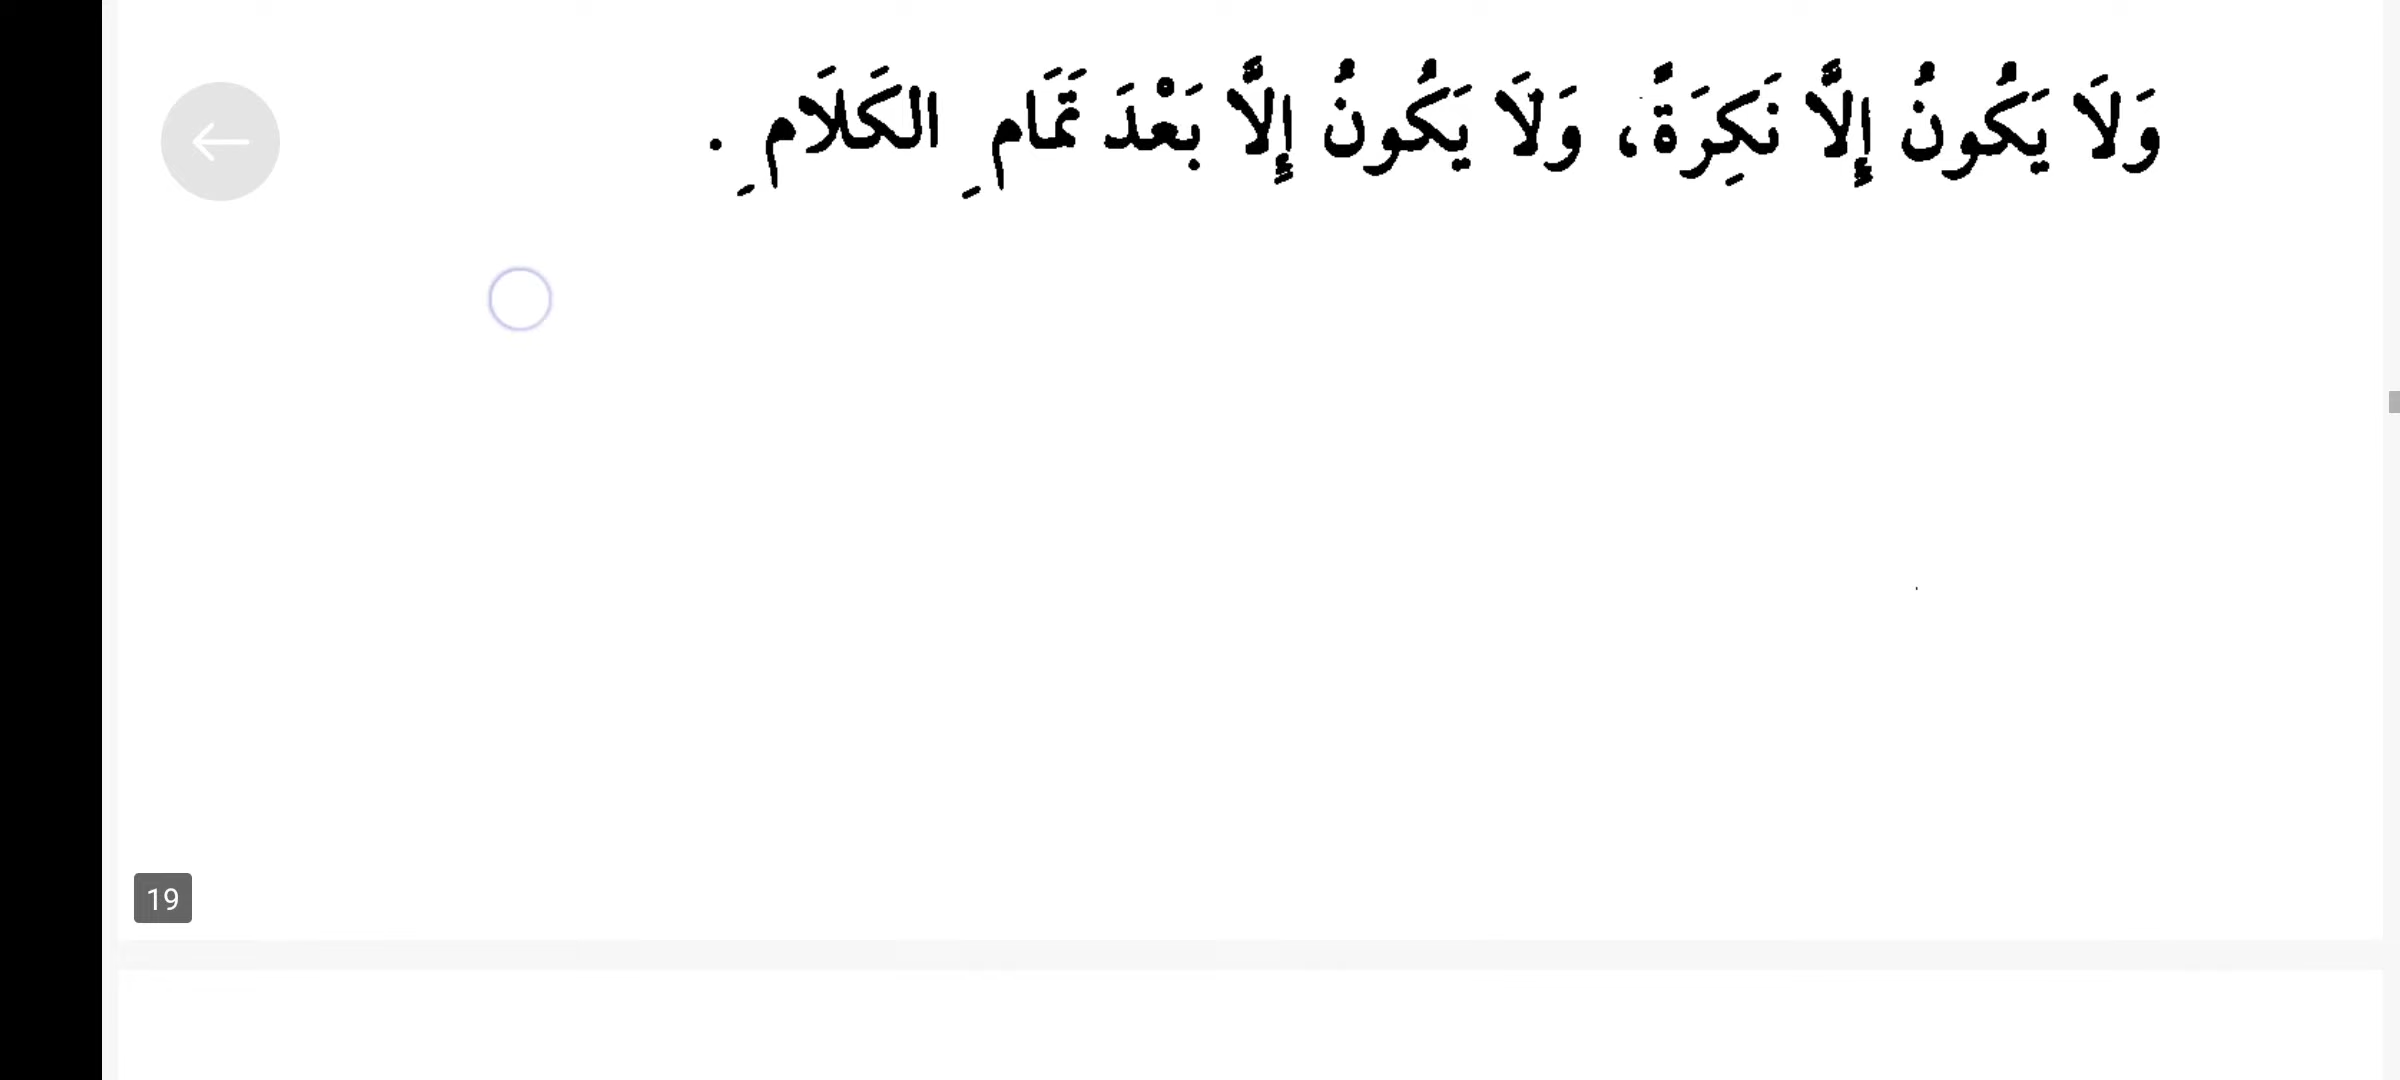 وَلَا يَكُونُ إِلَّا نَكِرَةً، وَلَا يَكُونُ إِلَّا بَعْدَ تَمَامِ الكَلَامِ .
19